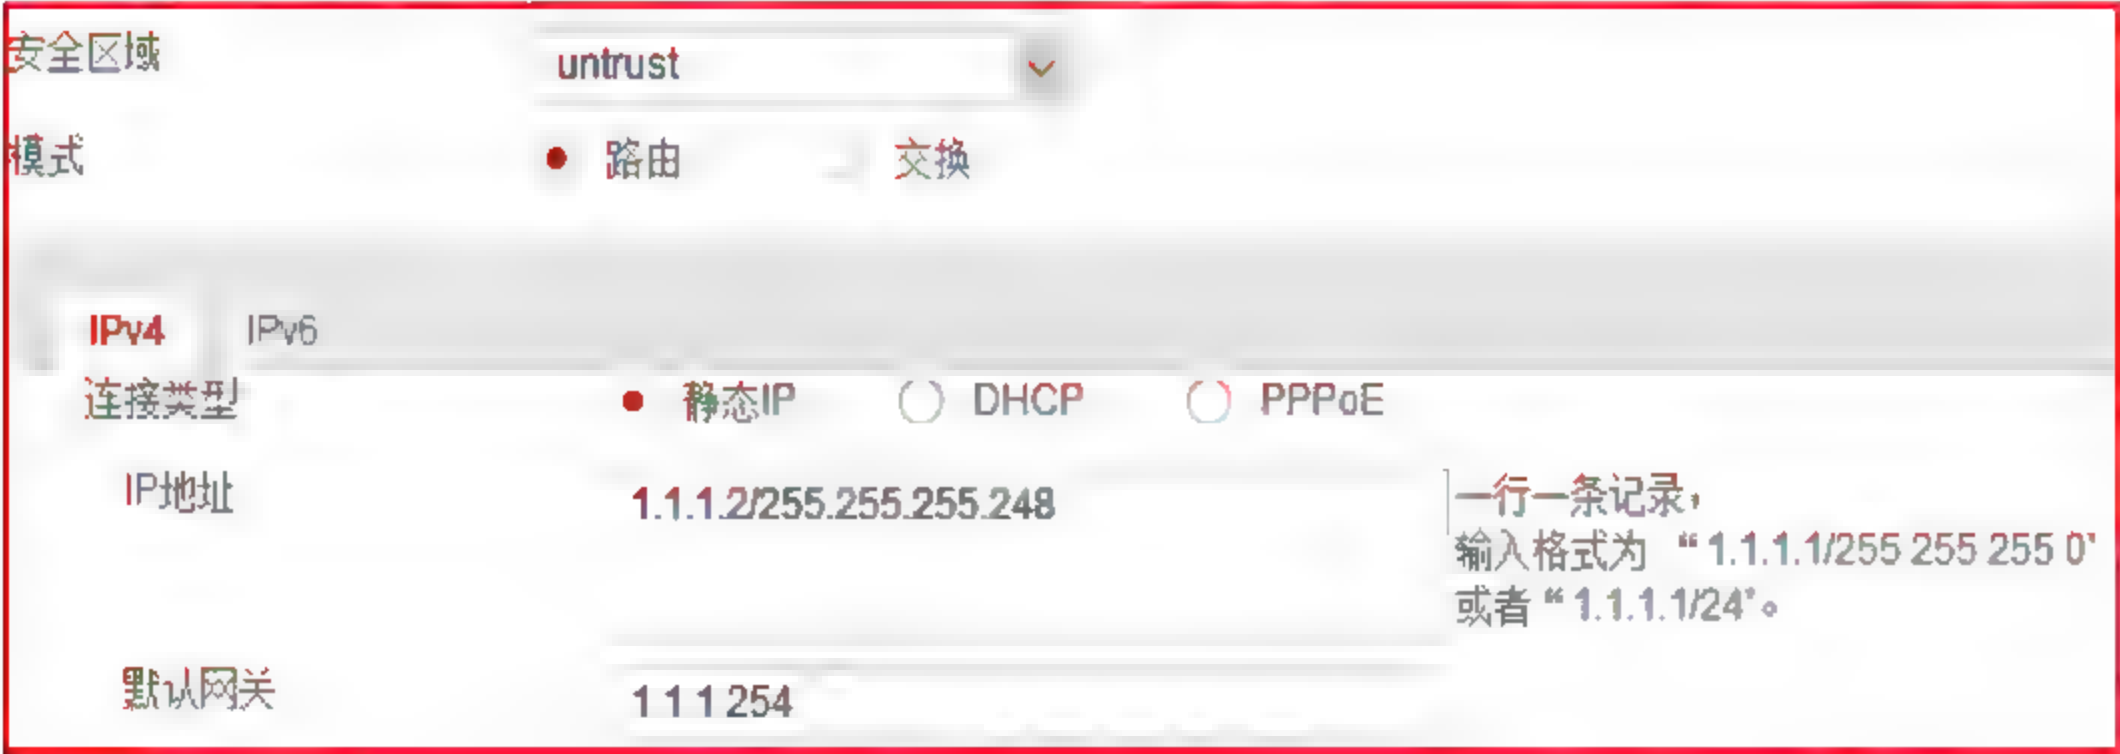 安全区域 untrust
模式 路由 交换
IPv4 IPv6
连接类型 静态IP DHCP PPPoE
IP地址 1.1.1.2/255.255.255.248
一行一条记录，
输入格式为 “1.1.1.1/255 255 255 0”
或者“1.1.1.1/24”。
默认网关 1 1 1 254